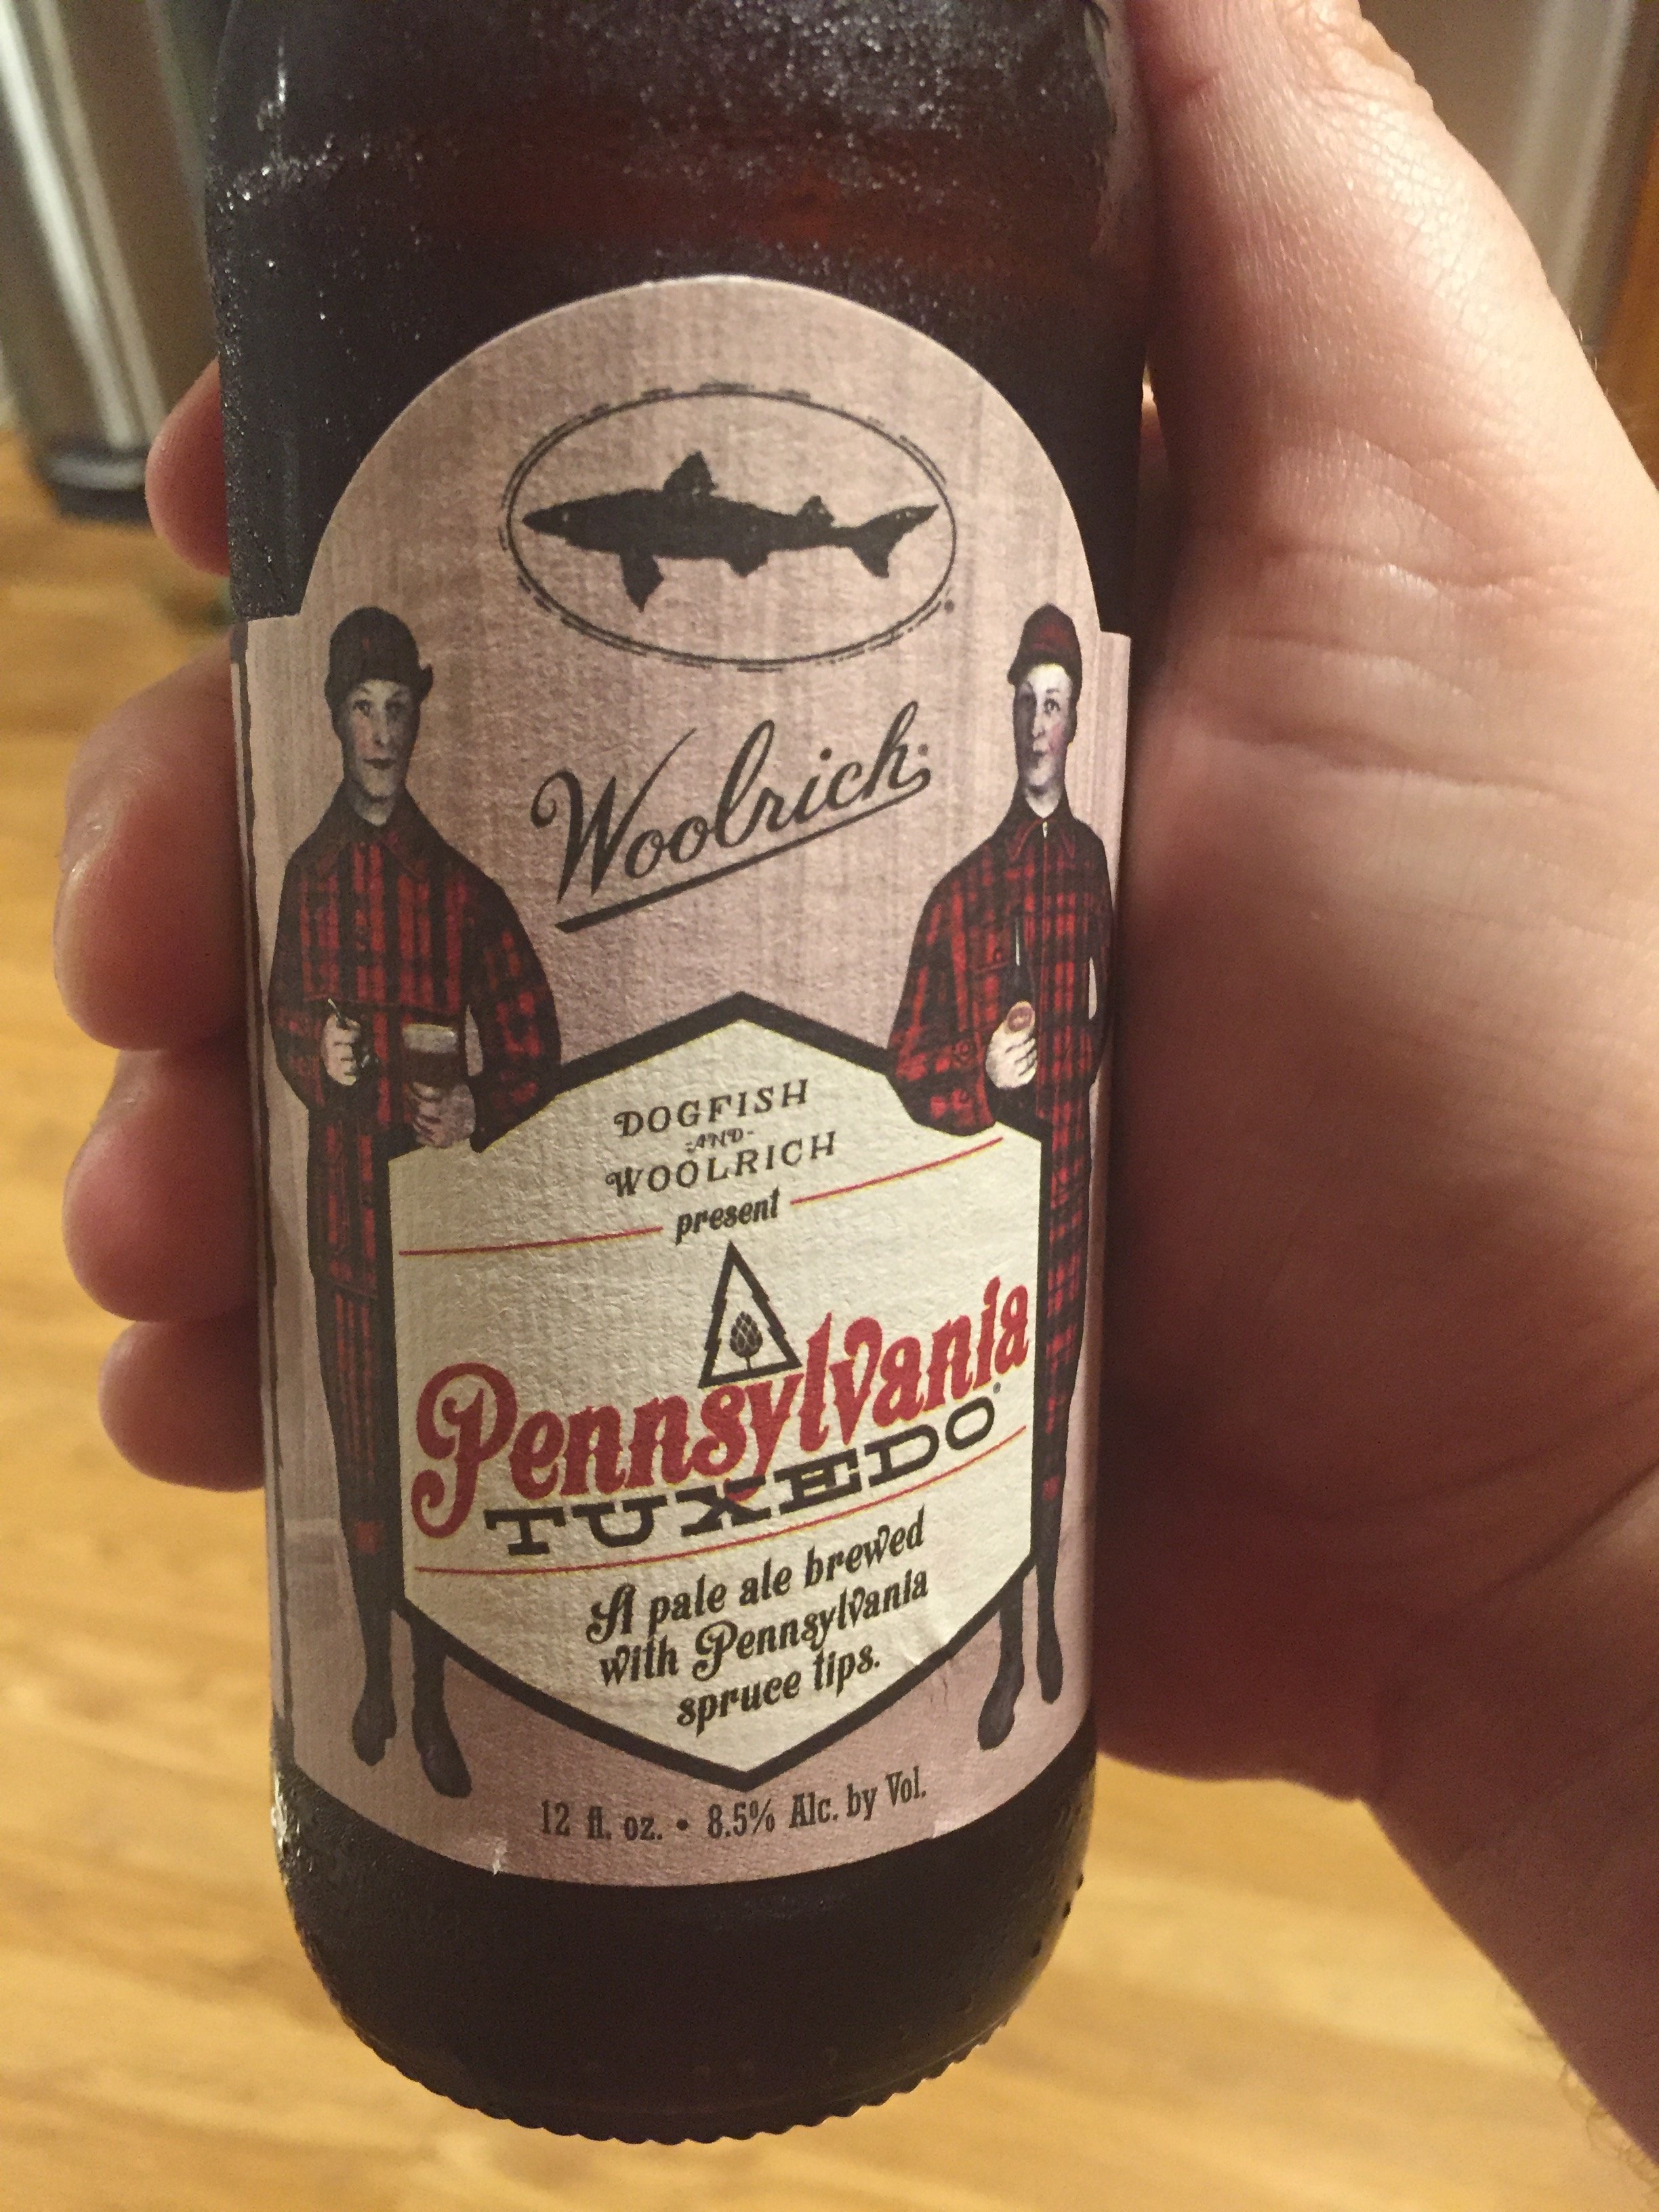 Woolrich
DOGFISH
-AND-
WOOLRICH
present
Pennsylvania
TUXEDO
A pale ale brewed
with Pennsylvania
spruce tips.
12 fl. oz. • 8.5% Alc. by Vol.